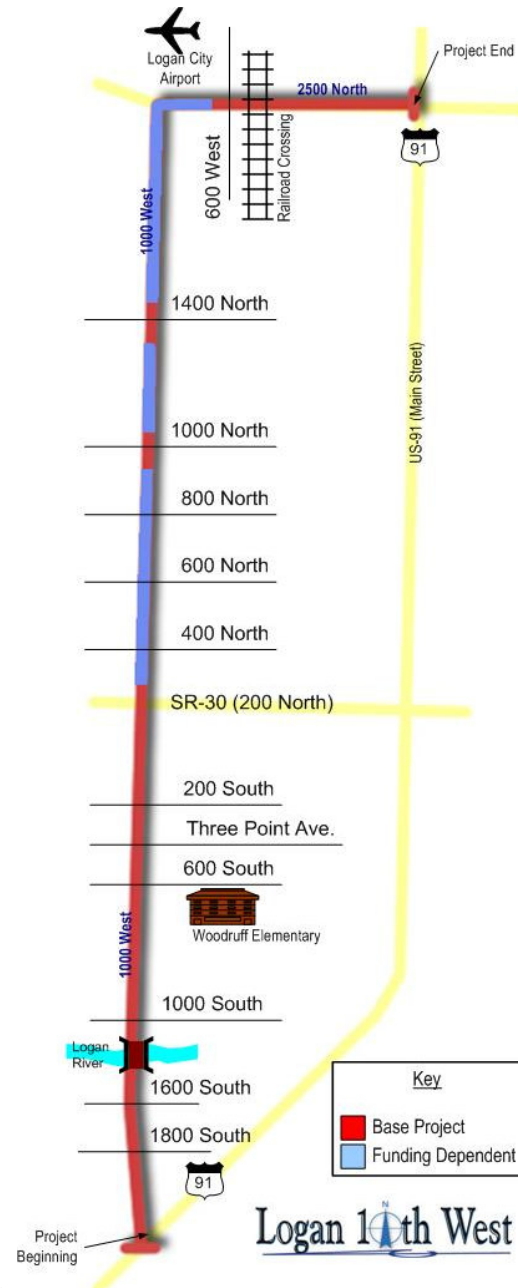 Logan City
Airport
Project End
2500 North
91
600 West
Railroad Crossing
1000 West
1400 North
US-91 (Main Street)
1000 North
800 North
600 North
400 North
SR-30 (200 North)
200 South
Three Point Ave.
600 South
Woodruff Elementary
1000 West
1000 South
Logan
River
1600 South
1800 South
91
Project
Beginning
Key
Base Project
Funding Dependent
N
Logan 10th West